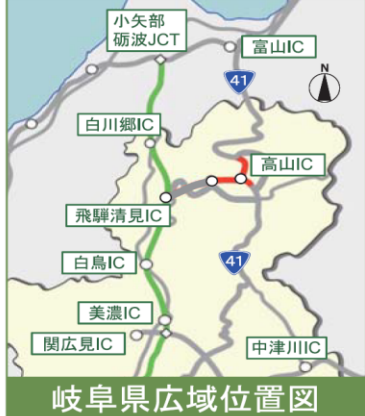 小矢部
砺波JCT
富山IC
41
N
白川郷IC
高山IC
飛騨清見IC
白鳥IC
41
美濃IC
関広見IC
中津川IC
岐阜県広域位置図